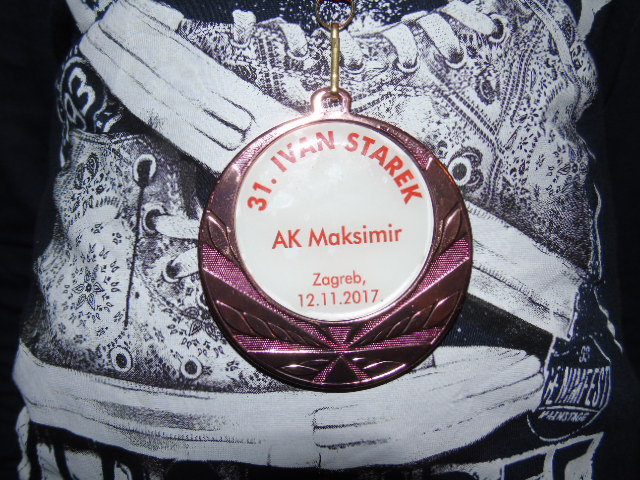 31. IVAN STAREK
AK Maksimir
Zagreb,
12.11.2017.